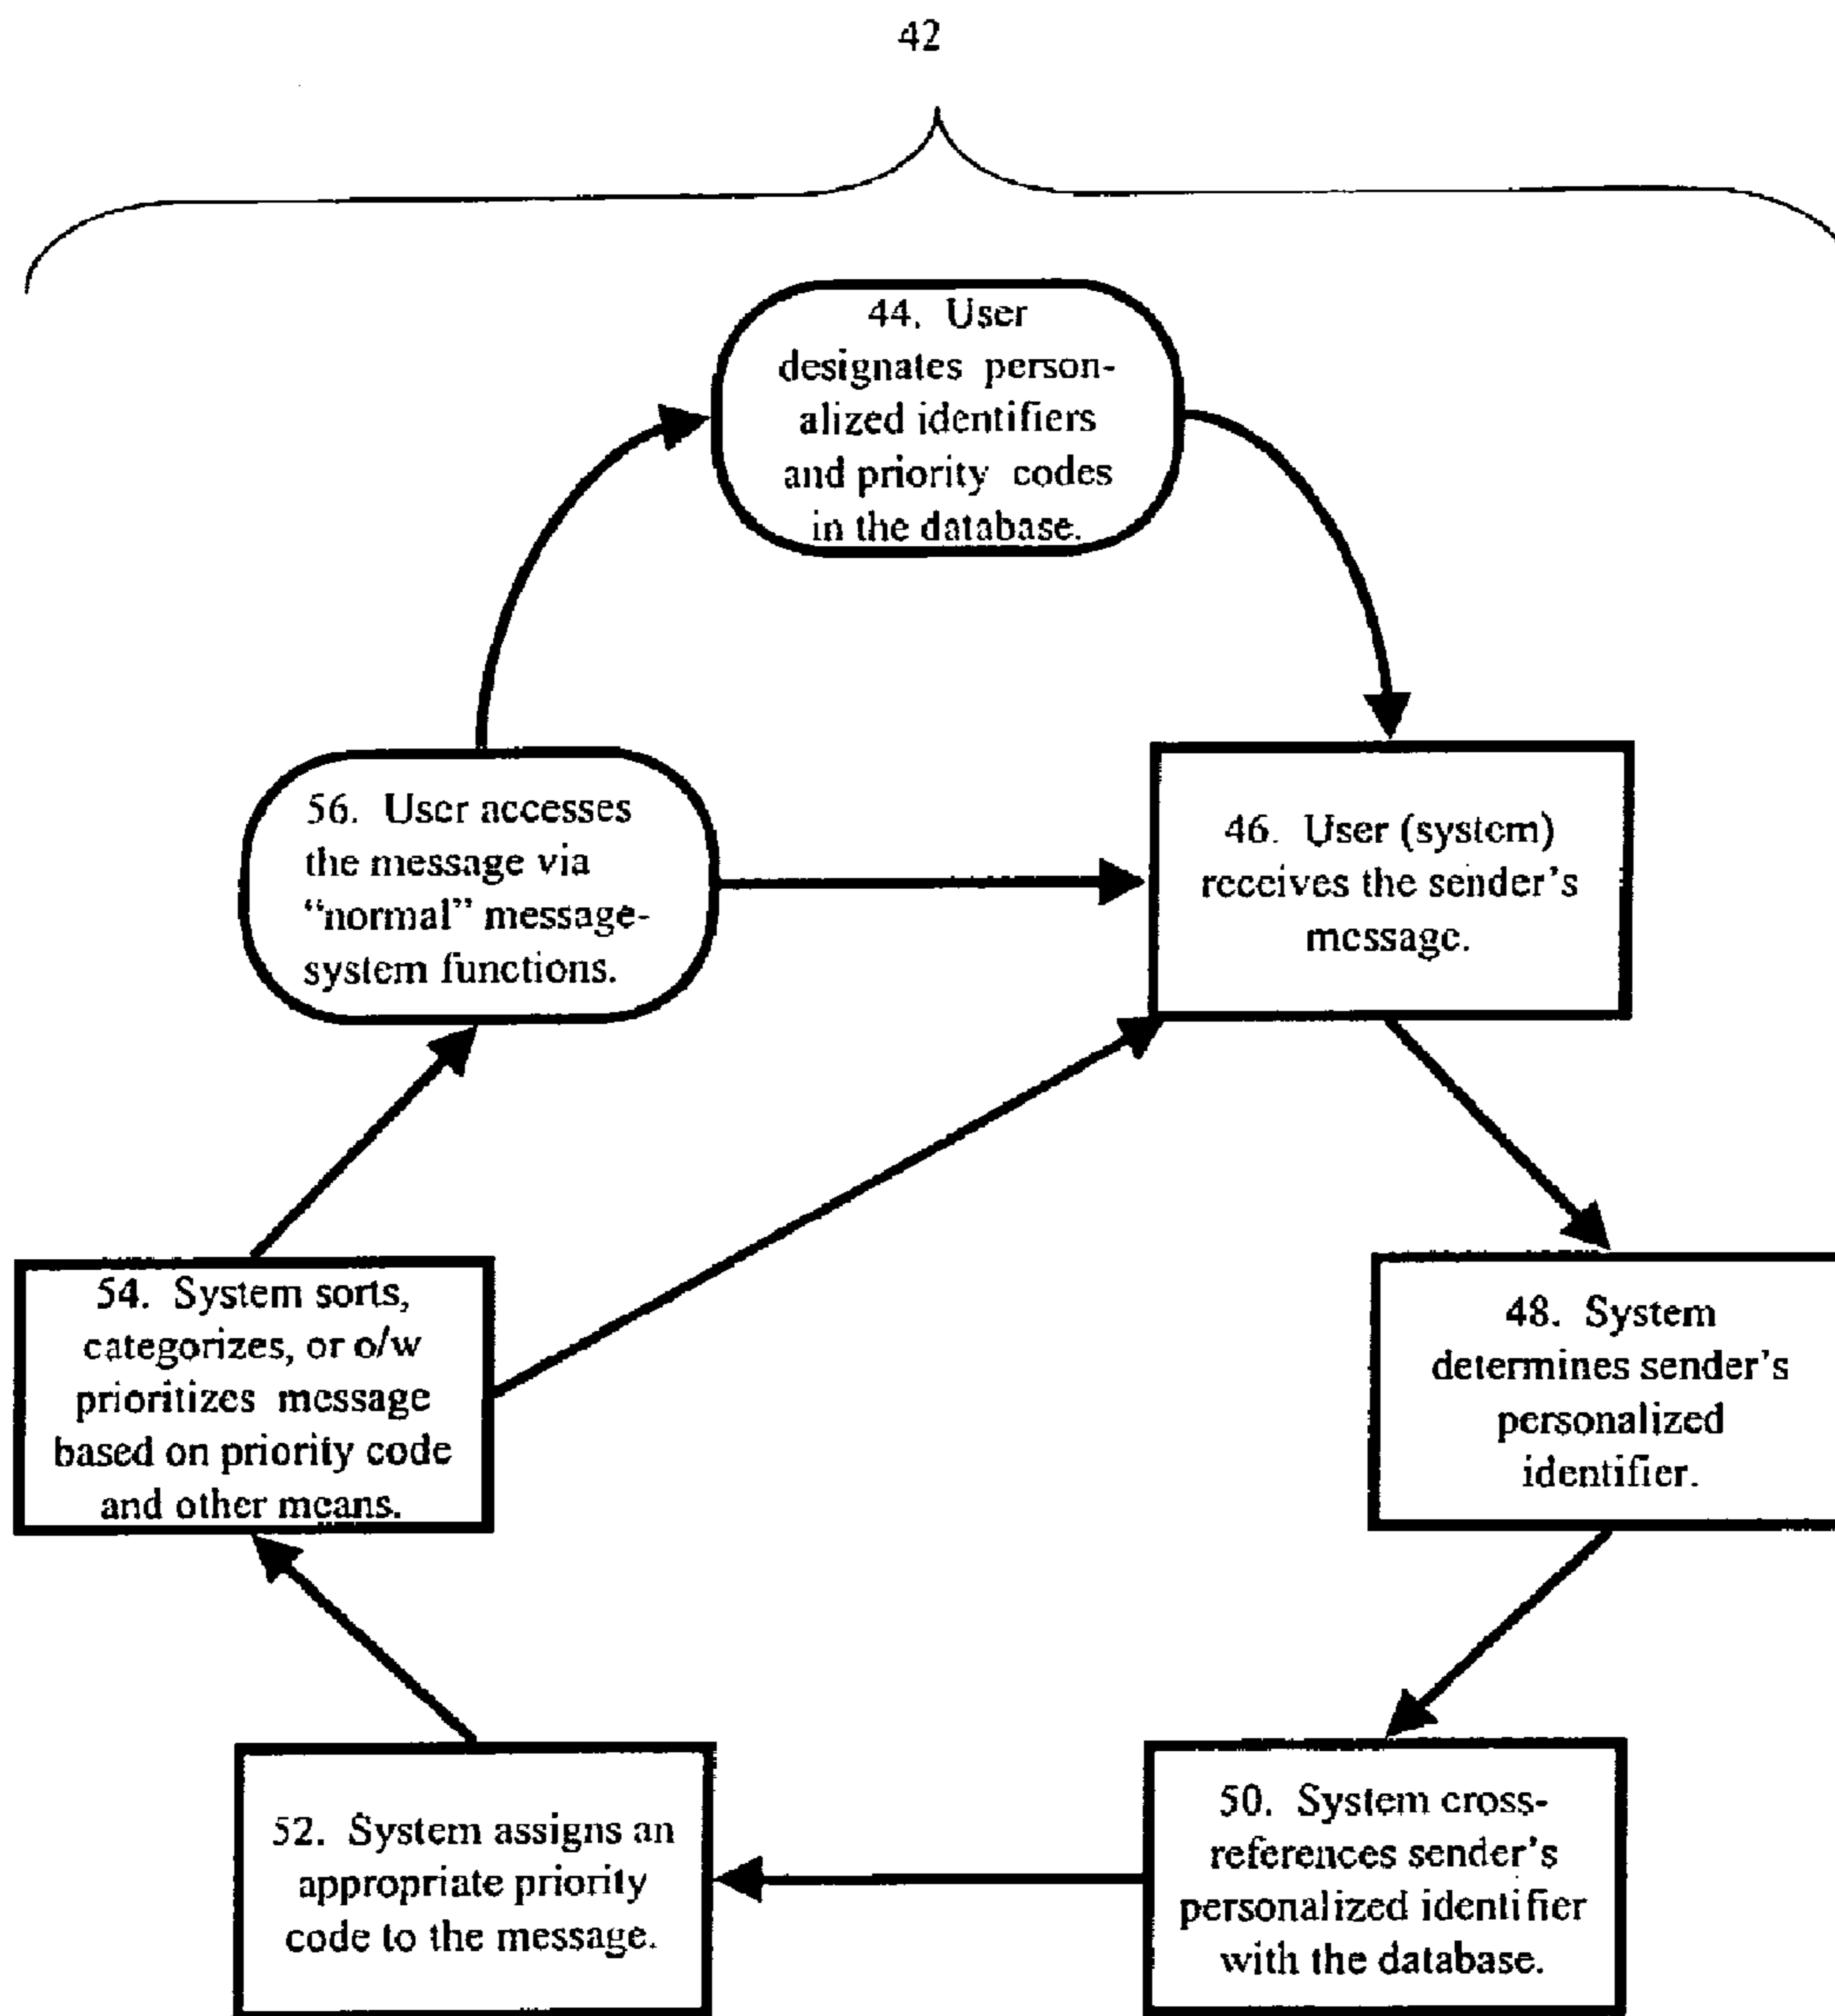 42
44. User
designates person-
alized identifiers
and priority codes
in the database.
56. User accesses
the message via
“normal” message-
system functions.
46. User (system)
receives the sender's
message.
54. System sorts,
categorizes, or o/w
prioritizes message
based on priority code
and other means.
48. System
determines sender's
personalized
identifier.
52. System assigns an
appropriate priority
code to the message.
50. System cross-
references sender's
personalized identifier
with the database.